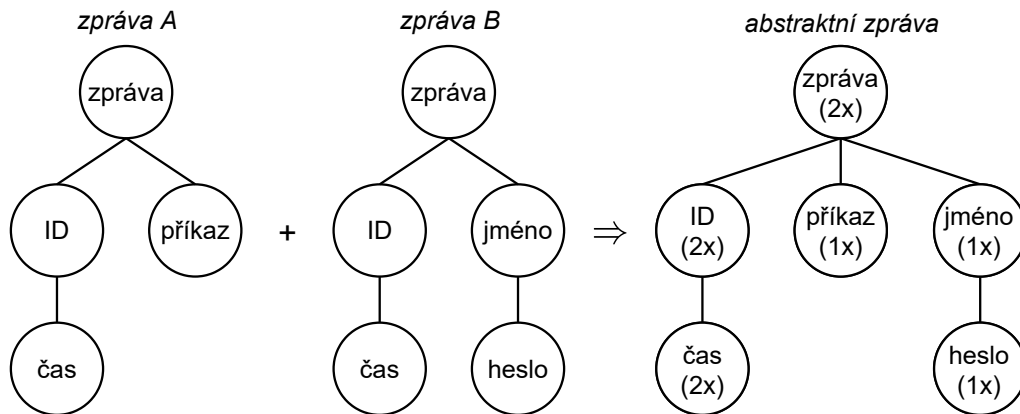 zpráva A
zpráva B
abstraktní zpráva
zpráva
zpráva
zpráva
(2x)
ID
příkaz
+
ID
jméno
⇒
ID
(2x)
příkaz
(1x)
jméno
(1x)
čas
čas
heslo
čas
(2x)
heslo
(1x)